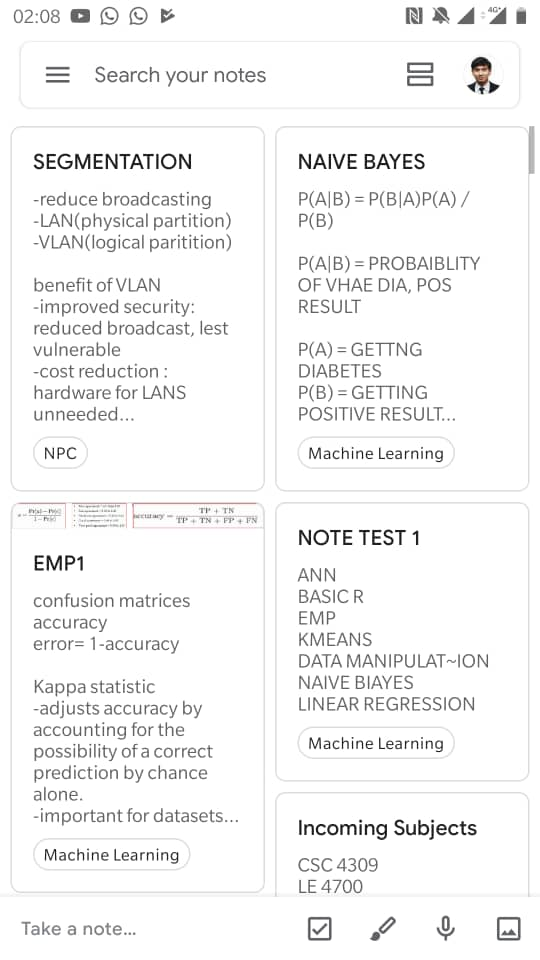 02:08
4G+
Search your notes
SEGMENTATION
-reduce broadcasting
-LAN(physical partition)
-VLAN(logical paritition)
benefit of VLAN
-improved security:
reduced broadcast, lest
vulnerable
-cost reduction :
hardware for LANS
unneeded...
NPC
NAIVE BAYES
P(A|B) = P(B|A)P(A) /
P(B)
P(A|B) = PROBAIBLITY
OF VHAE DIA, POS
RESULT
P(A) = GETTNG
DIABETES
P(B) = GETTING
POSITIVE RESULT...
Machine Learning
accuracy = TP + TN
TP + TN + FP + FN
EMP1
confusion matrices
accuracy
error= 1-accuracy
Kappa statistic
-adjusts accuracy by
accounting for the
possibility of a correct
prediction by chance
alone.
-important for datasets...
Machine Learning
NOTE TEST 1
ANN
BASIC R
EMP
KMEANS
DATA MANIPULAT~ION
NAIVE BIAYES
LINEAR REGRESSION
Machine Learning
Incoming Subjects
CSC 4309
LE 4700
Take a note...